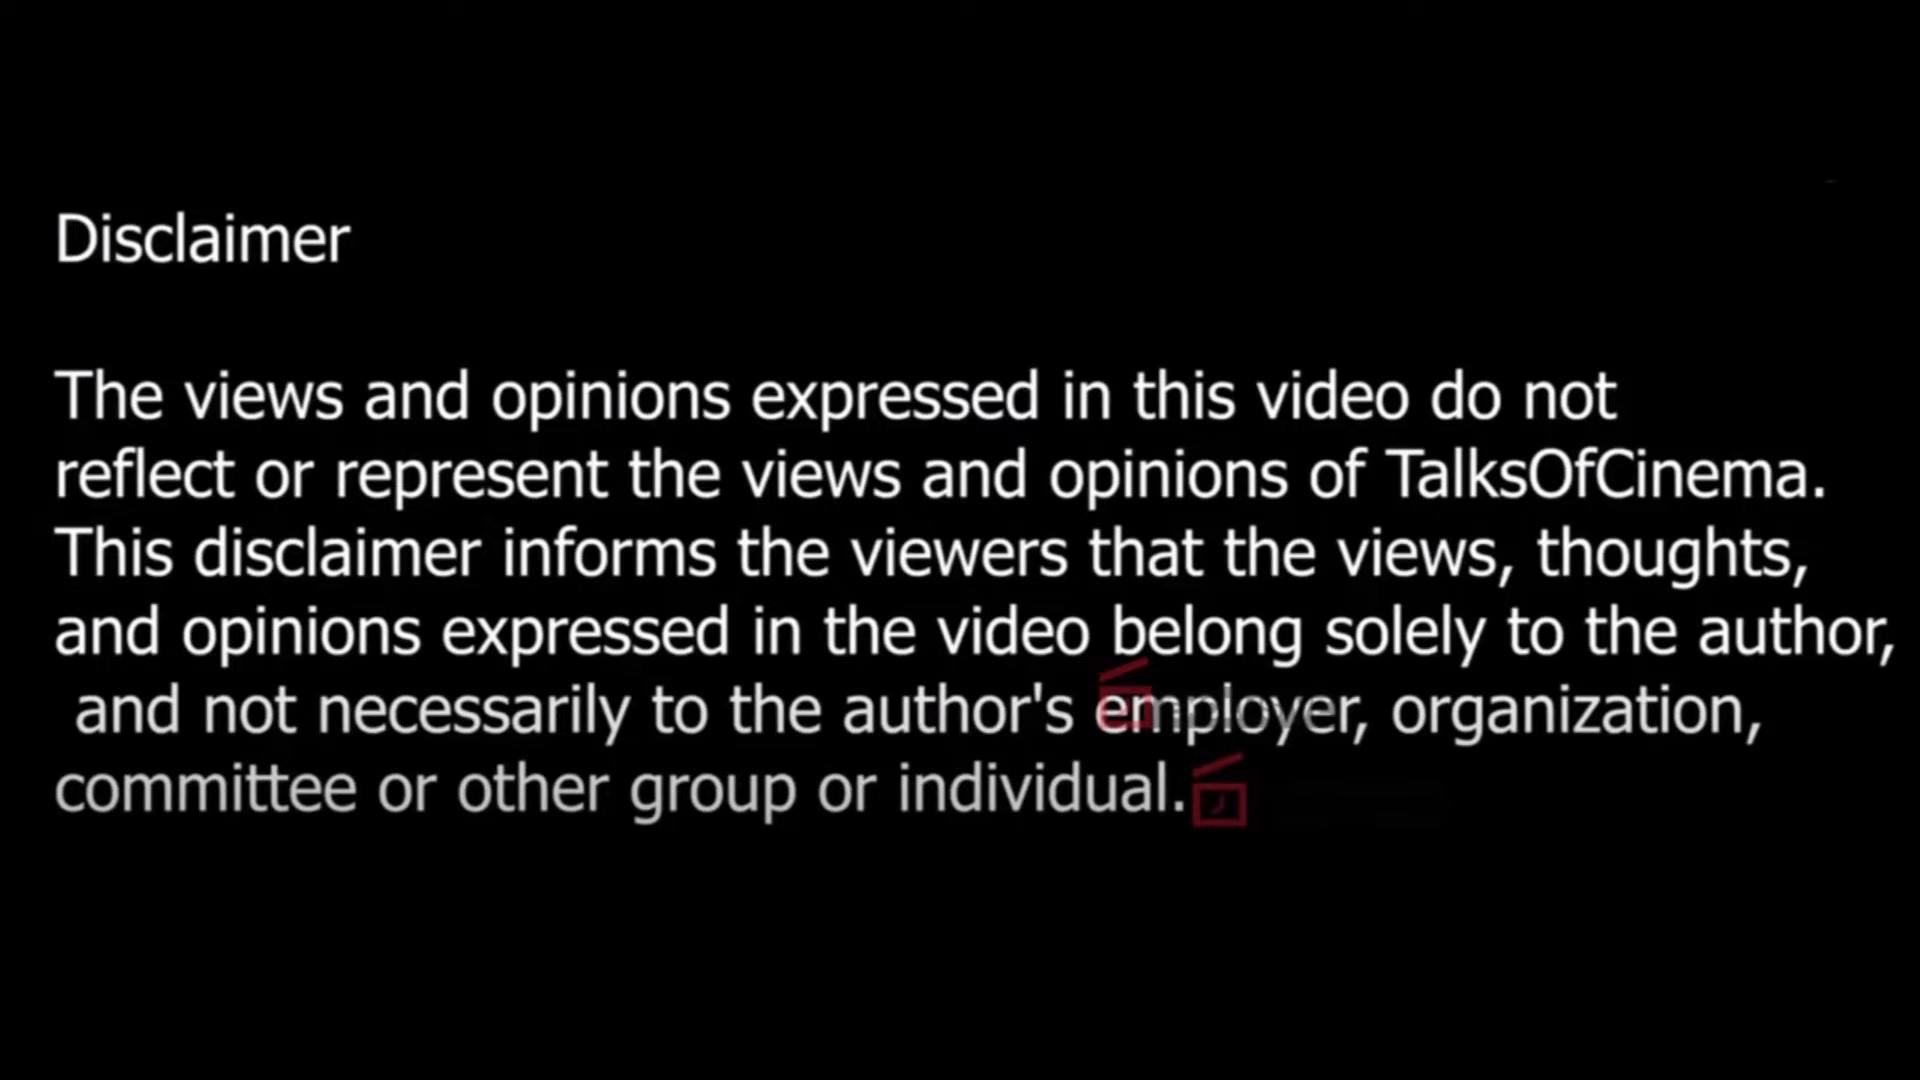 Disclaimer
The views and opinions expressed in this video do not
reflect or represent the views and opinions of TalksOfCinema.
This disclaimer informs the viewers that the views, thoughts,
and opinions expressed in the video belong solely to the author,
and not necessarily to the author's employer, organization,
committee or other group or individual.